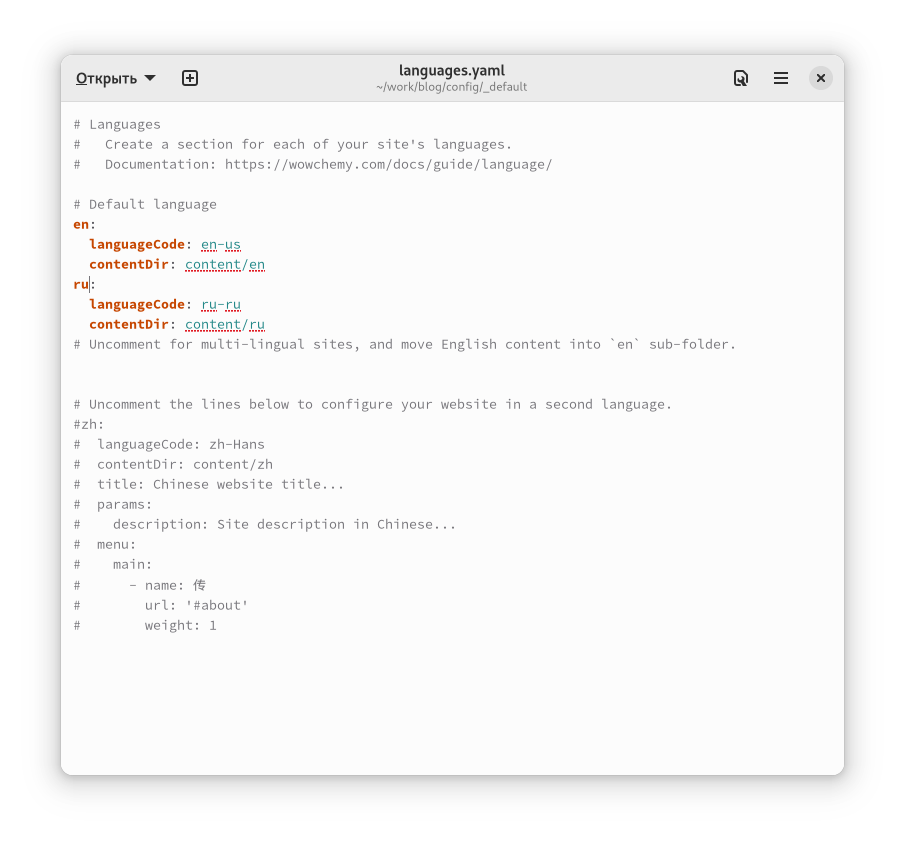 Открыть
languages.yaml
~/work/blog/config/_default
# Languages
#   Create a section for each of your site's languages.
#   Documentation: https://wowchemy.com/docs/guide/language/
# Default language
en:
  languageCode: en-us
  contentDir: content/en
ru:
  languageCode: ru-ru
  contentDir: content/ru
# Uncomment for multi-lingual sites, and move English content into `en` sub-folder.
# Uncomment the lines below to configure your website in a second language.
#zh:
#  languageCode: zh-Hans
#  contentDir: content/zh
#  title: Chinese website title...
#  params:
#    description: Site description in Chinese...
#  menu:
#    main:
#      - name: 传
#        url: '#about'
#        weight: 1